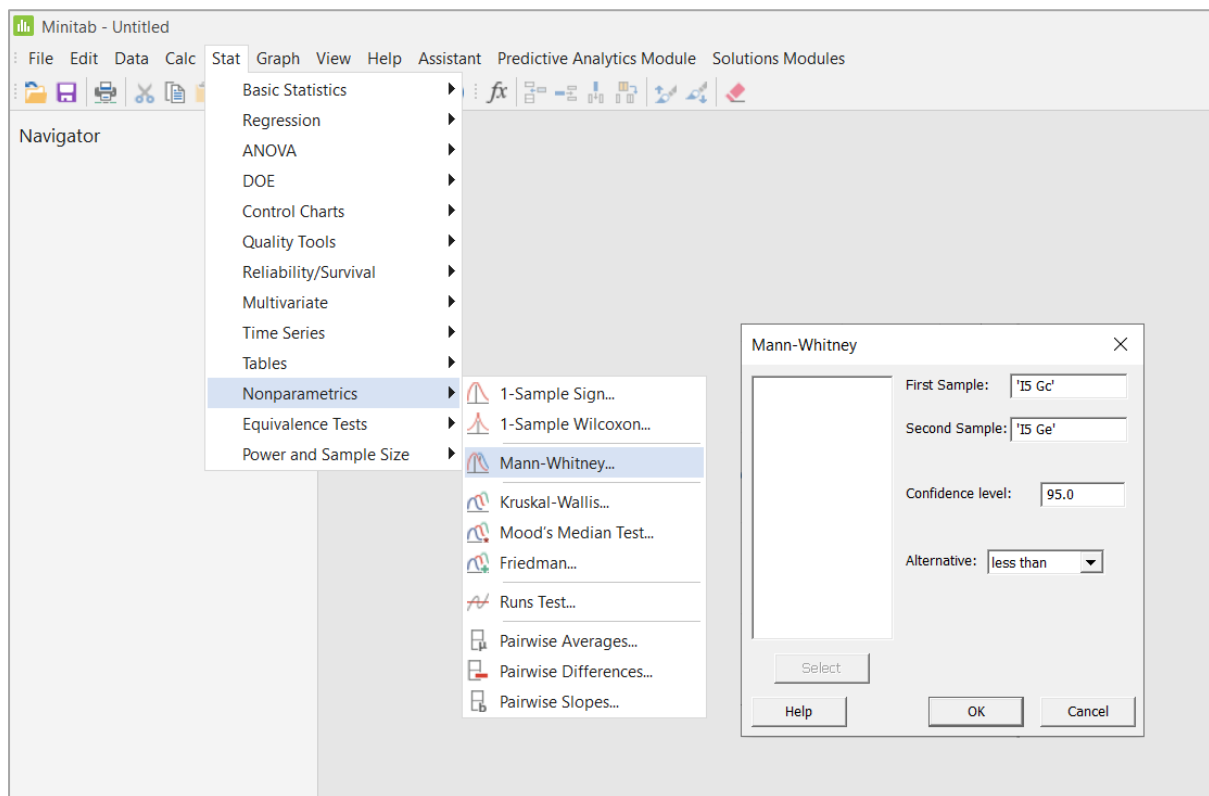 Minitab - Untitled
File Edit Data Calc Stat Graph View Help Assistant Predictive Analytics Module Solutions Modules
fx
Navigator
Basic Statistics
Regression
ANOVA
DOE
Control Charts
Quality Tools
Reliability/Survival
Multivariate
Time Series
Tables
Nonparametrics
Equivalence Tests
Power and Sample Size
1-Sample Sign...
1-Sample Wilcoxon...
Mann-Whitney...
Kruskal-Wallis...
Mood's Median Test...
Friedman...
Runs Test...
Pairwise Averages...
Pairwise Differences...
Pairwise Slopes...
Mann-Whitney
First Sample: 'I5 Gc'
Second Sample: 'I5 Ge'
Confidence level: 95.0
Alternative: less than
Select
Help OK Cancel